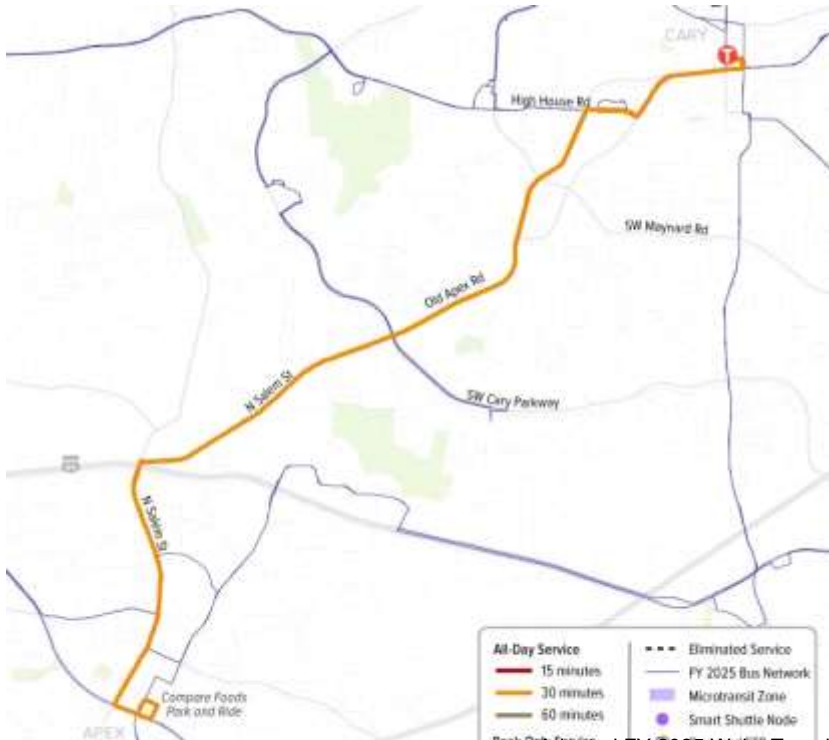 CARY
T
High House Rd
SW Maynard Rd
Old Apex Rd
N Salem St
SW Cary Parkway
N Salem St
Compare Foods
Park and Ride
APEX
All-Day Service
15 minutes
30 minutes
60 minutes
Eliminated Service
FY 2025 Bus Network
Microtransit Zone
Smart Shuttle Node